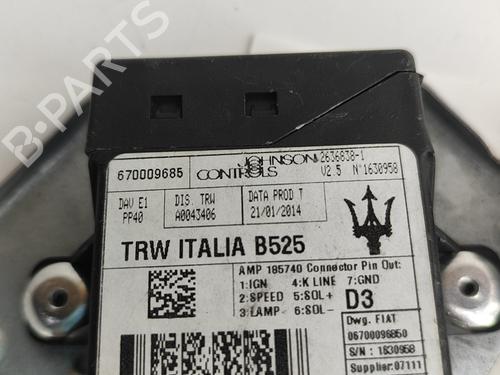 B-PARTS
JOHNSON CONTROLS
670009685
2636838-1
V2.5 N°1630958
DAV E1
PP40
DIS. TRW
A0043406
DATA PROD T
21/01/2014
TRW ITALIA B525
AMP 185740 Connector Pin Out:
1:IGN 4:K LINE 7:GND
2:SPEED 5:SOL+
3:LAMP 6:SOL-
D3
Dwg. FIAT
06700096850
S/N : 1630958
Supplier:07111